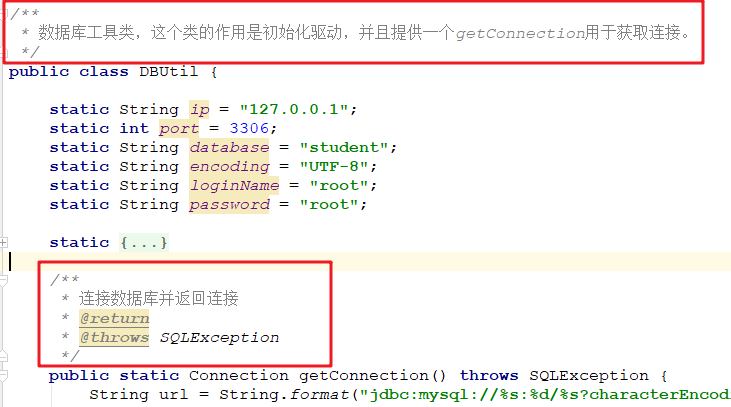 /**
 * 数据库工具类，这个类的作用是初始化驱动，并且提供一个getConnection用于获取连接。
 */
public class DBUtil {
    static String ip = "127.0.0.1";
    static int port = 3306;
    static String database = "student";
    static String encoding = "UTF-8";
    static String loginName = "root";
    static String password = "root";
    static {...}
    /**
     * 连接数据库并返回连接
     * @return
     * @throws SQLException
     */
    public static Connection getConnection() throws SQLException {
        String url = String.format("jdbc:mysql://%s:%d/%s?characterEncodi